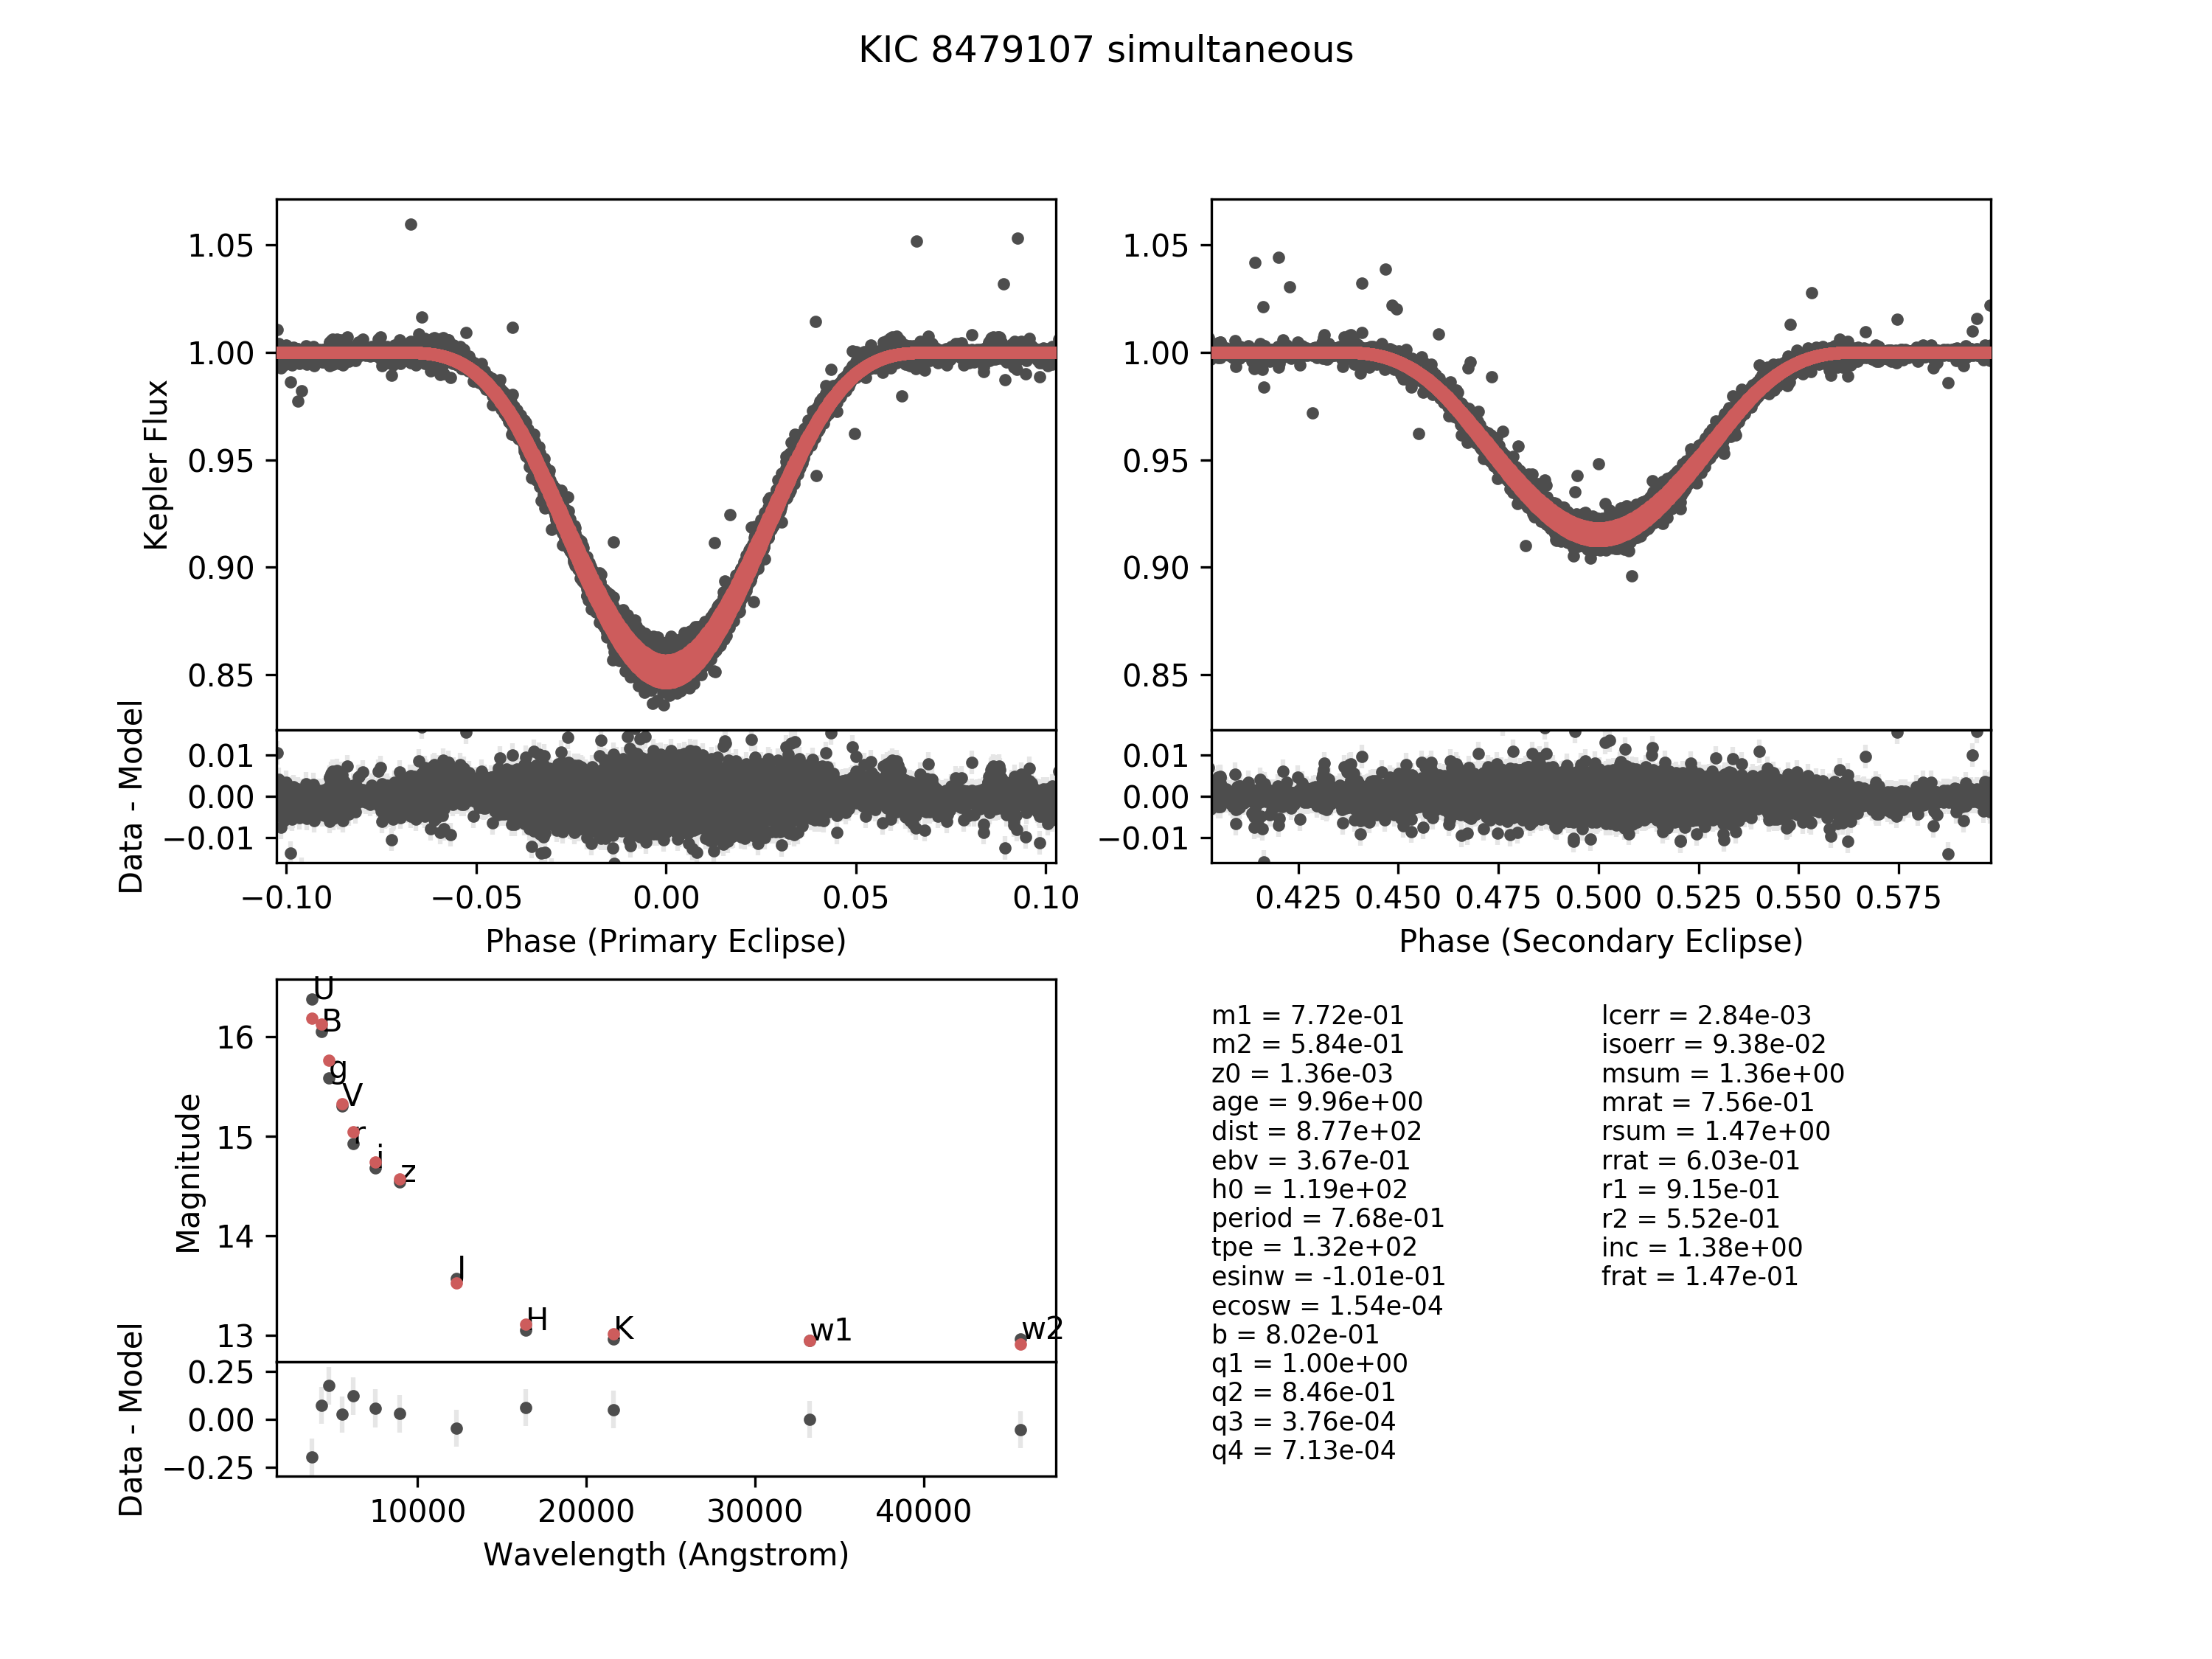 KIC 8479107 simultaneous
1.05
1.00
0.95
0.90
0.85
Kepler Flux
0.01
0.00
−0.01
Data - Model
−0.10 −0.05 0.00 0.05 0.10
Phase (Primary Eclipse)
1.05
1.00
0.95
0.90
0.85
0.01
0.00
−0.01
0.425 0.450 0.475 0.500 0.525 0.550 0.575
Phase (Secondary Eclipse)
16
15
14
13
Magnitude
U
B
g
V
r
i
z
J
H
K
w1
w2
0.25
0.00
−0.25
Data - Model
10000 20000 30000 40000
Wavelength (Angstrom)
m1 = 7.72e-01
m2 = 5.84e-01
z0 = 1.36e-03
age = 9.96e+00
dist = 8.77e+02
ebv = 3.67e-01
h0 = 1.19e+02
period = 7.68e-01
tpe = 1.32e+02
esinw = -1.01e-01
ecosw = 1.54e-04
b = 8.02e-01
q1 = 1.00e+00
q2 = 8.46e-01
q3 = 3.76e-04
q4 = 7.13e-04
lcerr = 2.84e-03
isoerr = 9.38e-02
msum = 1.36e+00
mrat = 7.56e-01
rsum = 1.47e+00
rrat = 6.03e-01
r1 = 9.15e-01
r2 = 5.52e-01
inc = 1.38e+00
frat = 1.47e-01